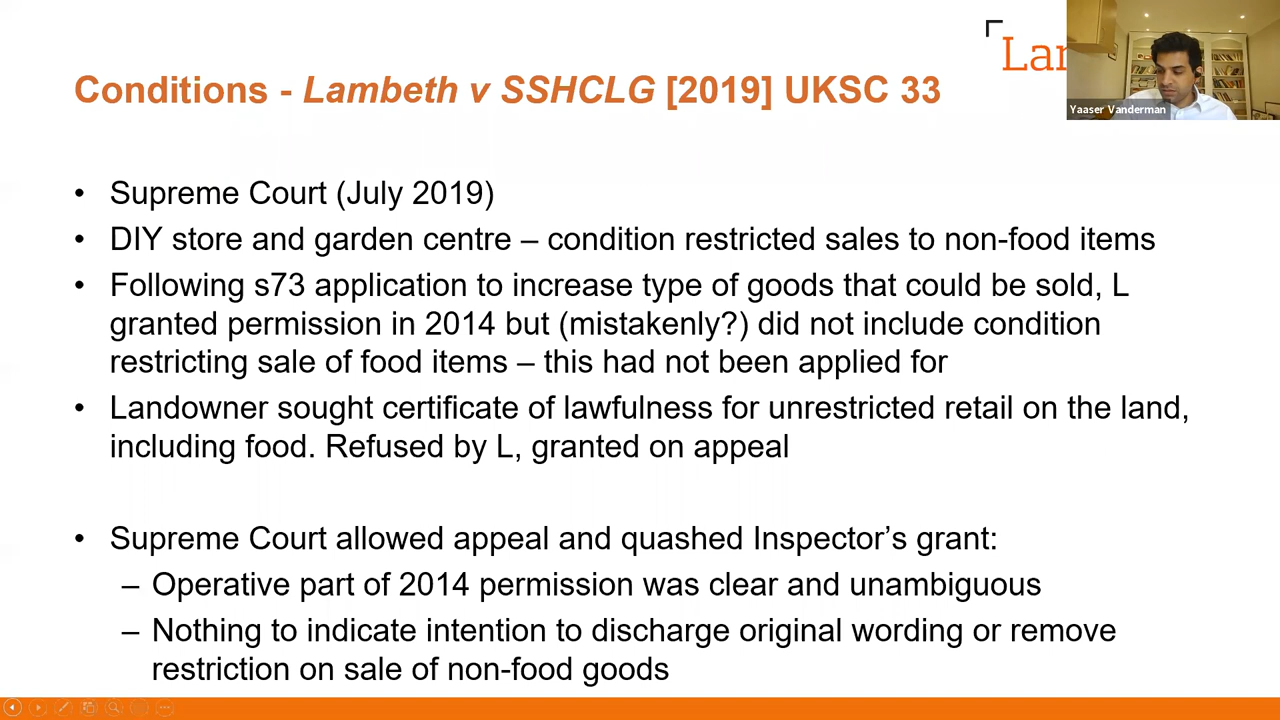 Lar
Yaaser Vanderman
Conditions - Lambeth v SSHCLG [2019] UKSC 33
• Supreme Court (July 2019)
• DIY store and garden centre – condition restricted sales to non-food items
• Following s73 application to increase type of goods that could be sold, L
granted permission in 2014 but (mistakenly?) did not include condition
restricting sale of food items – this had not been applied for
• Landowner sought certificate of lawfulness for unrestricted retail on the land,
including food. Refused by L, granted on appeal
• Supreme Court allowed appeal and quashed Inspector’s grant:
– Operative part of 2014 permission was clear and unambiguous
– Nothing to indicate intention to discharge original wording or remove
restriction on sale of non-food goods